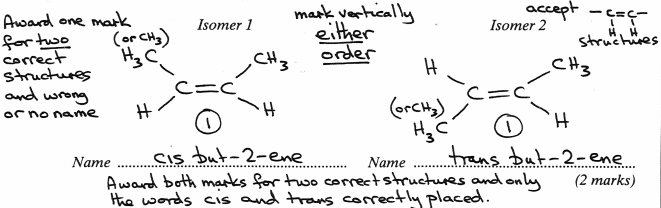 Award one mark
for two
correct
structures
and wrong
or no name
Isomer 1
(or CH3)
H3C
CH3
C=C
H
H
1
Name cis but-2-ene
mark vertically
either
order
Isomer 2
accept -C=C-
H H
structures
H
CH3
C=C
(orCH3)
H3C
H
1
Name trans but-2-ene
(2 marks)
Award both marks for two correct structures and only
the words cis and trans correctly placed.